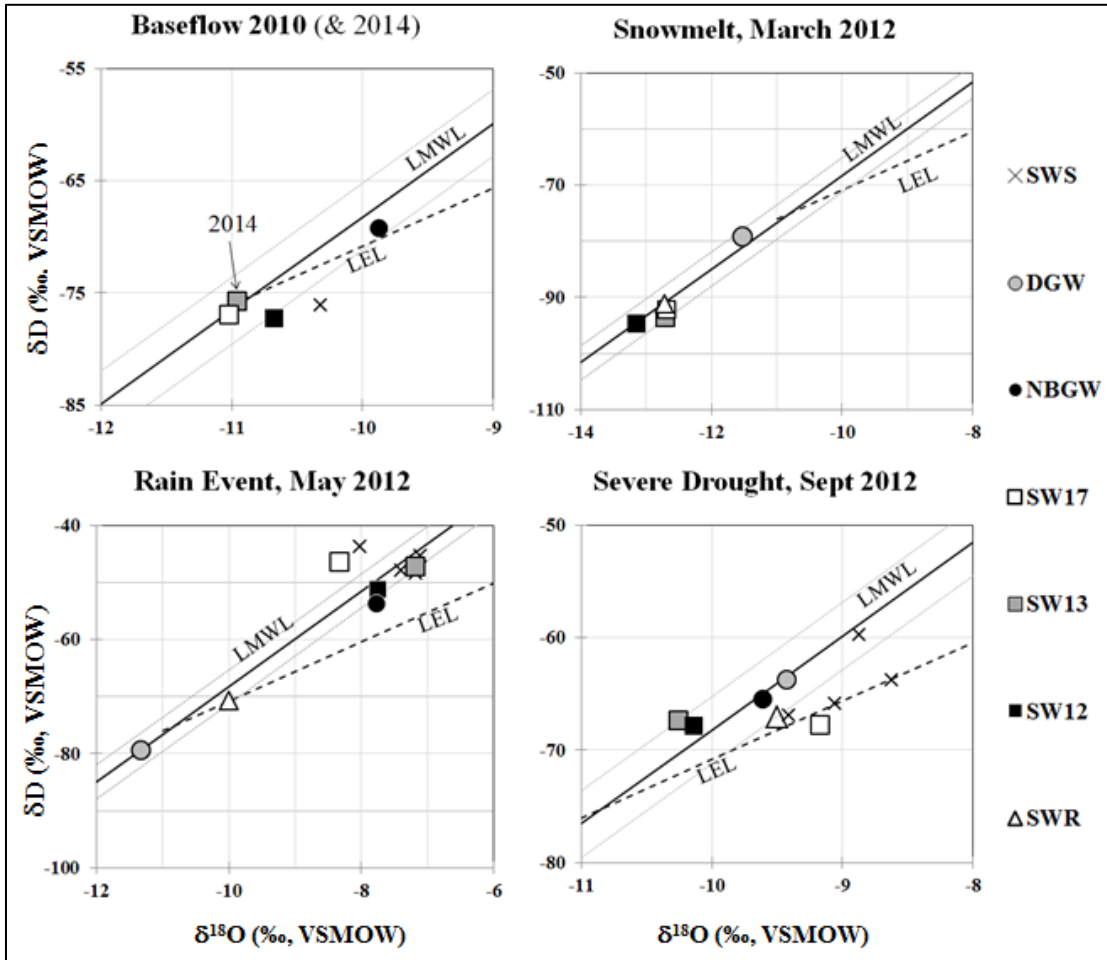 Baseflow 2010 (& 2014)
-55
-65
-75
-85
-12
-11
-10
-9
δD (‰, VSMOW)
LMWL
LEL
2014
Snowmelt, March 2012
-50
-70
-90
-110
-14
-12
-10
-8
LMWL
LEL
Rain Event, May 2012
-40
-60
-80
-100
-12
-10
-8
-6
δD (‰, VSMOW)
δ¹⁸O (‰, VSMOW)
LMWL
LEL
Severe Drought, Sept 2012
-50
-60
-70
-80
-11
-10
-9
-8
δ¹⁸O (‰, VSMOW)
LMWL
LEL
SWS
DGW
NBGW
SW17
SW13
SW12
SWR